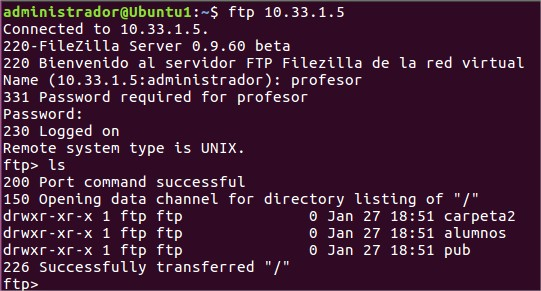 administrador@Ubuntu1:~$ ftp 10.33.1.5
Connected to 10.33.1.5.
220-FileZilla Server 0.9.60 beta
220 Bienvenido al servidor FTP Filezilla de la red virtual
Name (10.33.1.5:administrador): profesor
331 Password required for profesor
Password:
230 Logged on
Remote system type is UNIX.
ftp> ls
200 Port command successful
150 Opening data channel for directory listing of "/"
drwxr-xr-x 1 ftp ftp              0 Jan 27 18:51 carpeta2
drwxr-xr-x 1 ftp ftp              0 Jan 27 18:51 alumnos
drwxr-xr-x 1 ftp ftp              0 Jan 27 18:51 pub
226 Successfully transferred "/"
ftp>